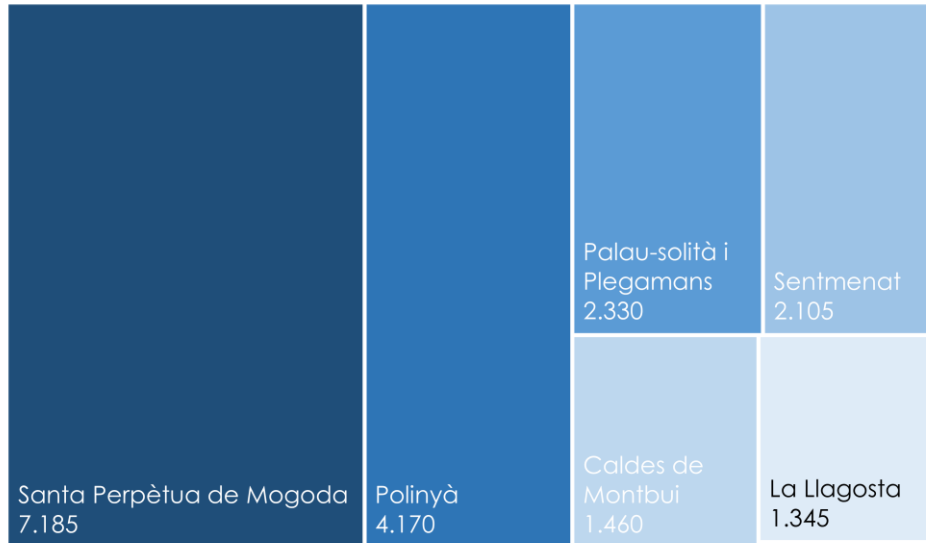 Santa Perpètua de Mogoda
7.185
Polinyà
4.170
Palau-solità i
Plegamans
2.330
Sentmenat
2.105
Caldes de
Montbui
1.460
La Llagosta
1.345